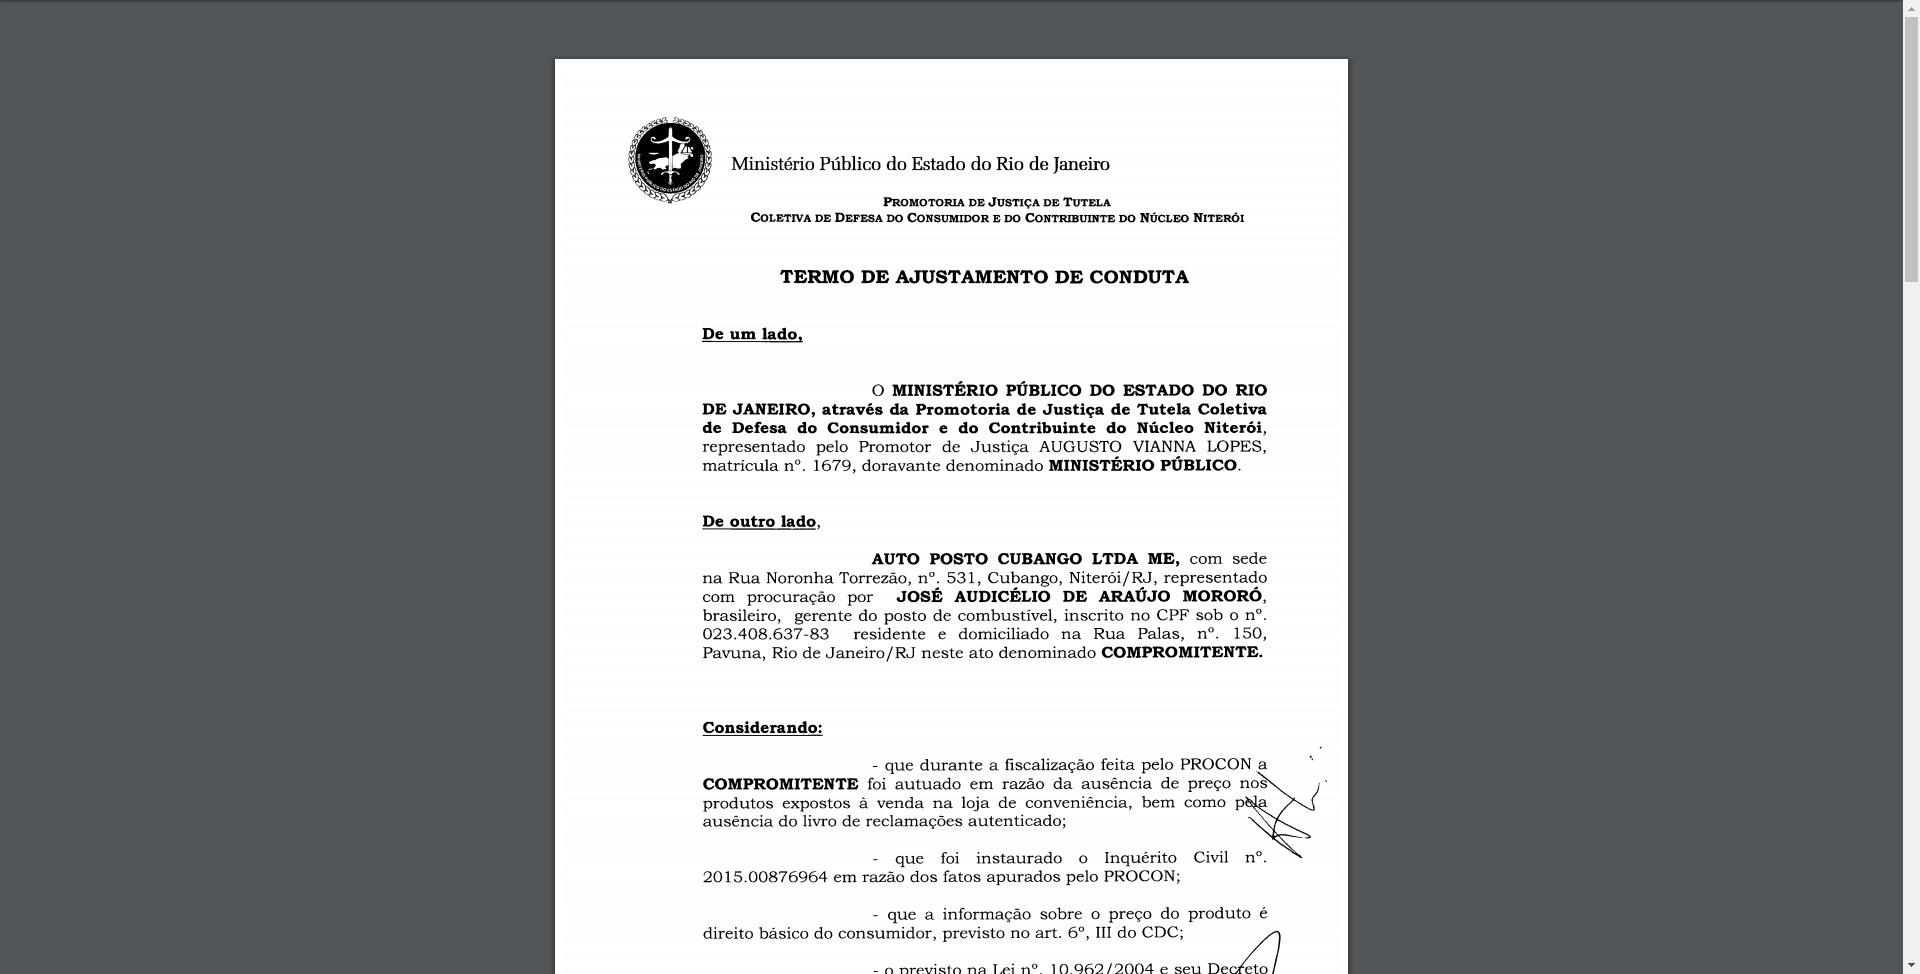 Ministério Público do Estado do Rio de Janeiro
PROMOTORIA DE JUSTIÇA DE TUTELA
COLETIVA DE DEFESA DO CONSUMIDOR E DO CONTRIBUINTE DO NÚCLEO NITERÓI
TERMO DE AJUSTAMENTO DE CONDUTA
De um lado,
O MINISTÉRIO PÚBLICO DO ESTADO DO RIO
DE JANEIRO, através da Promotoria de Justiça de Tutela Coletiva
de Defesa do Consumidor e do Contribuinte do Núcleo Niterói,
representado pelo Promotor de Justiça AUGUSTO VIANNA LOPES,
matrícula nº. 1679, doravante denominado MINISTÉRIO PÚBLICO.
De outro lado,
AUTO POSTO CUBANGO LTDA ME, com sede
na Rua Noronha Torrezão, nº. 531, Cubango, Niterói/RJ, representado
com procuração por JOSÉ AUDICÉLIO DE ARAÚJO MORORÓ,
brasileiro, gerente do posto de combustível, inscrito no CPF sob o nº.
023.408.637-83 residente e domiciliado na Rua Palas, nº. 150,
Pavuna, Rio de Janeiro/RJ neste ato denominado COMPROMITENTE.
Considerando:
- que durante a fiscalização feita pelo PROCON a
COMPROMITENTE foi autuado em razão da ausência de preço nos
produtos expostos à venda na loja de conveniência, bem como pela
ausência do livro de reclamações autenticado;
- que foi instaurado o Inquérito Civil nº.
2015.00876964 em razão dos fatos apurados pelo PROCON;
- que a informação sobre o preço do produto é
direito básico do consumidor, previsto no art. 6º, III do CDC;
- o previsto na Lei nº. 10.962/2004 e seu Decreto